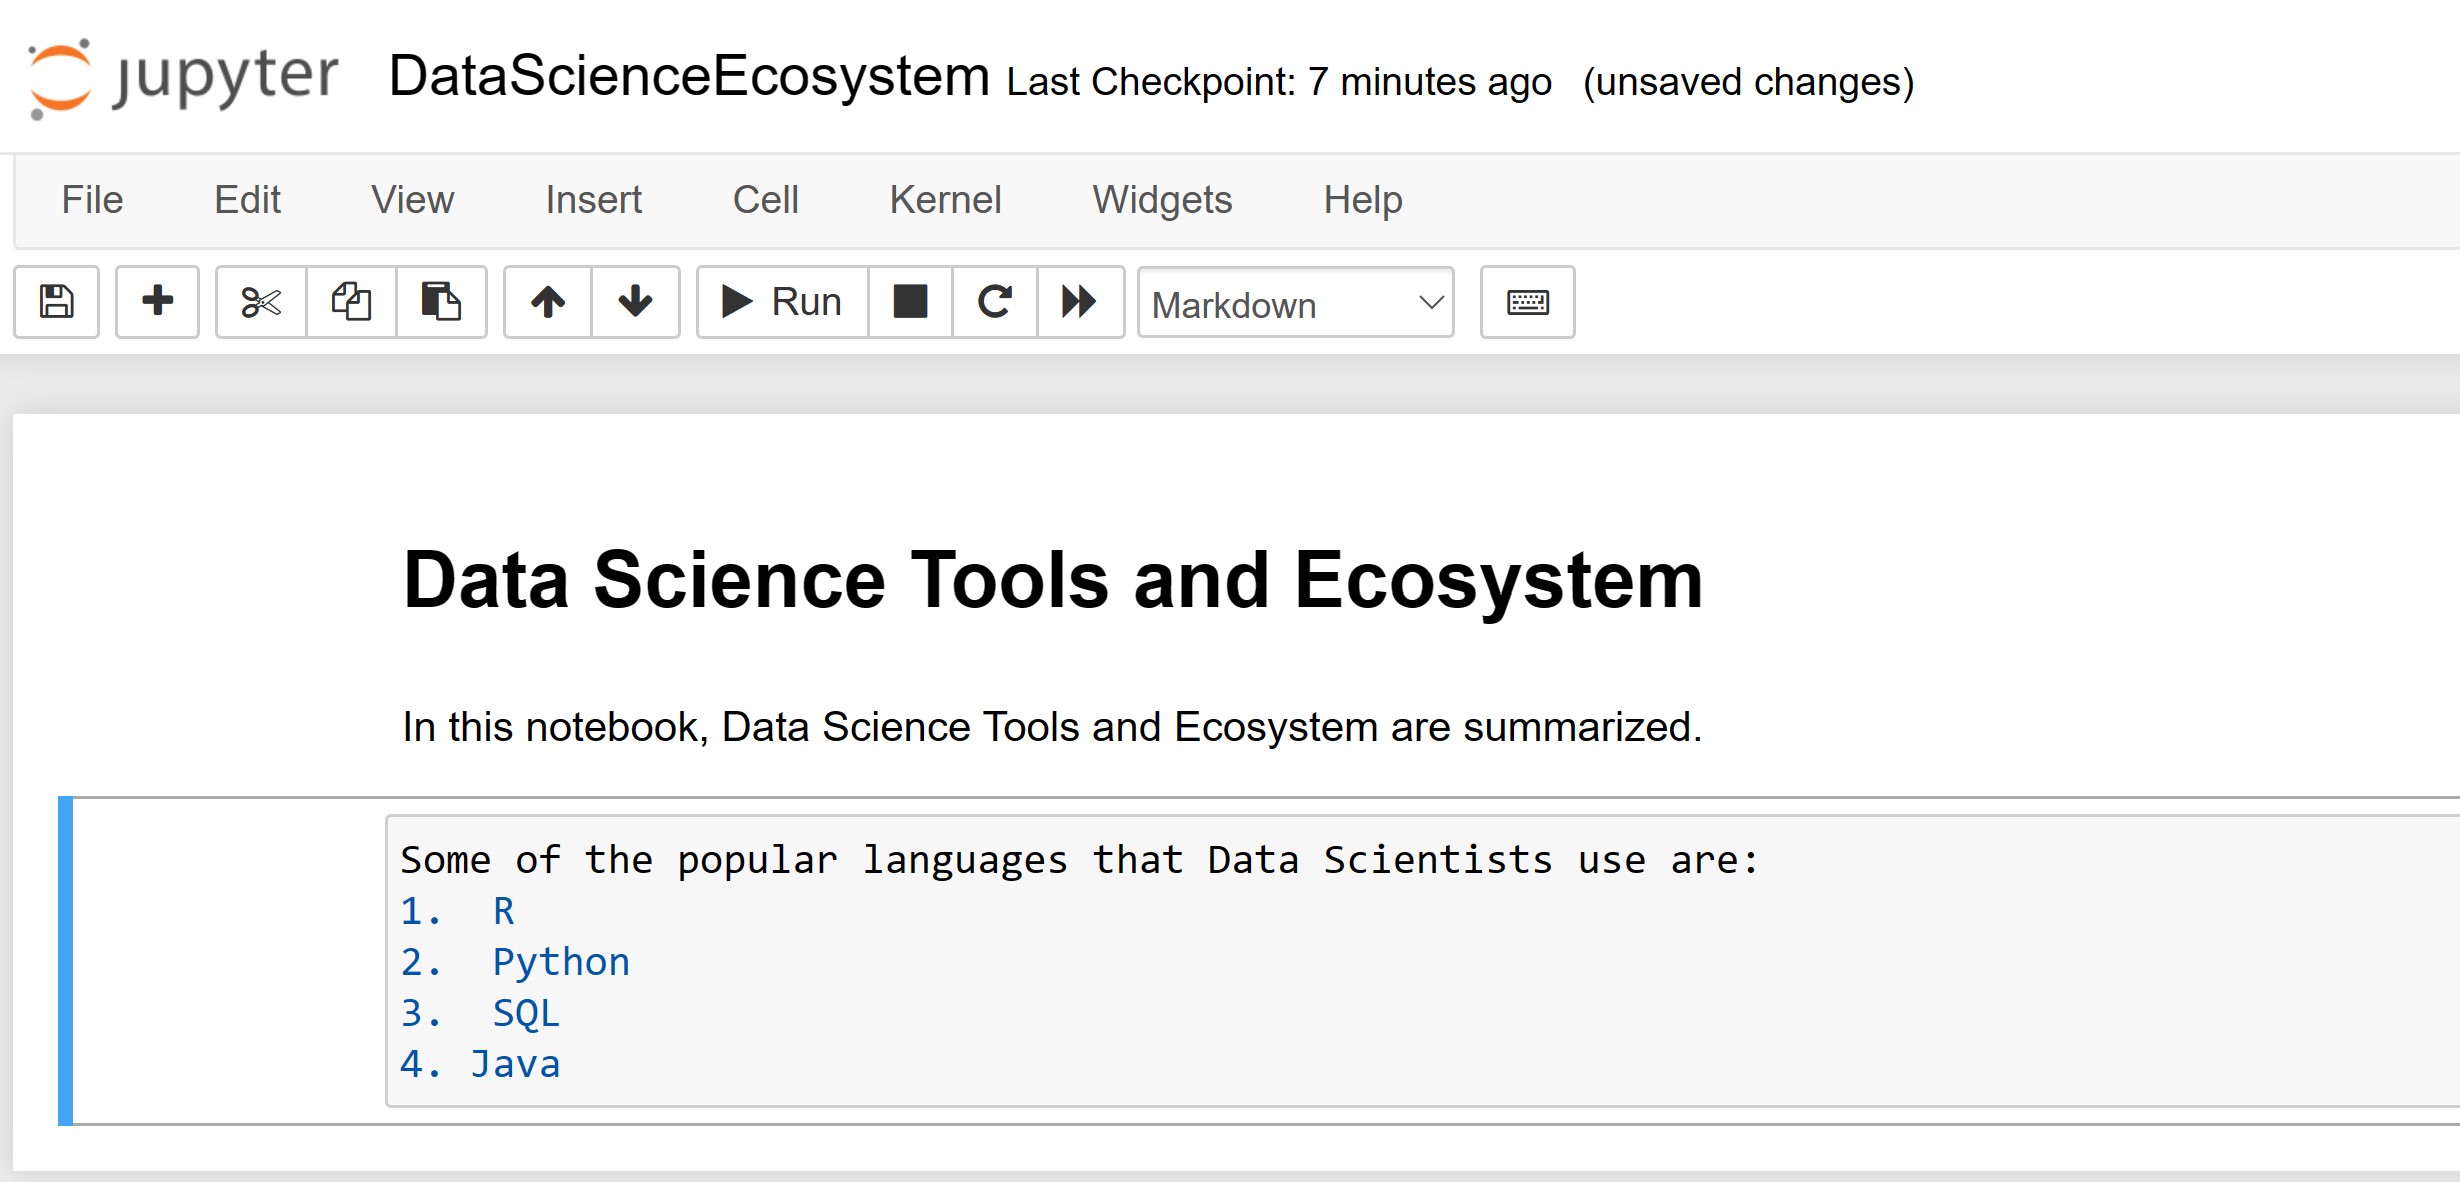 jupyter DataScienceEcosystem Last Checkpoint: 7 minutes ago (unsaved changes)
File Edit View Insert Cell Kernel Widgets Help
Run Markdown
Data Science Tools and Ecosystem
In this notebook, Data Science Tools and Ecosystem are summarized.
Some of the popular languages that Data Scientists use are:
1.  R
2.  Python
3.  SQL
4. Java